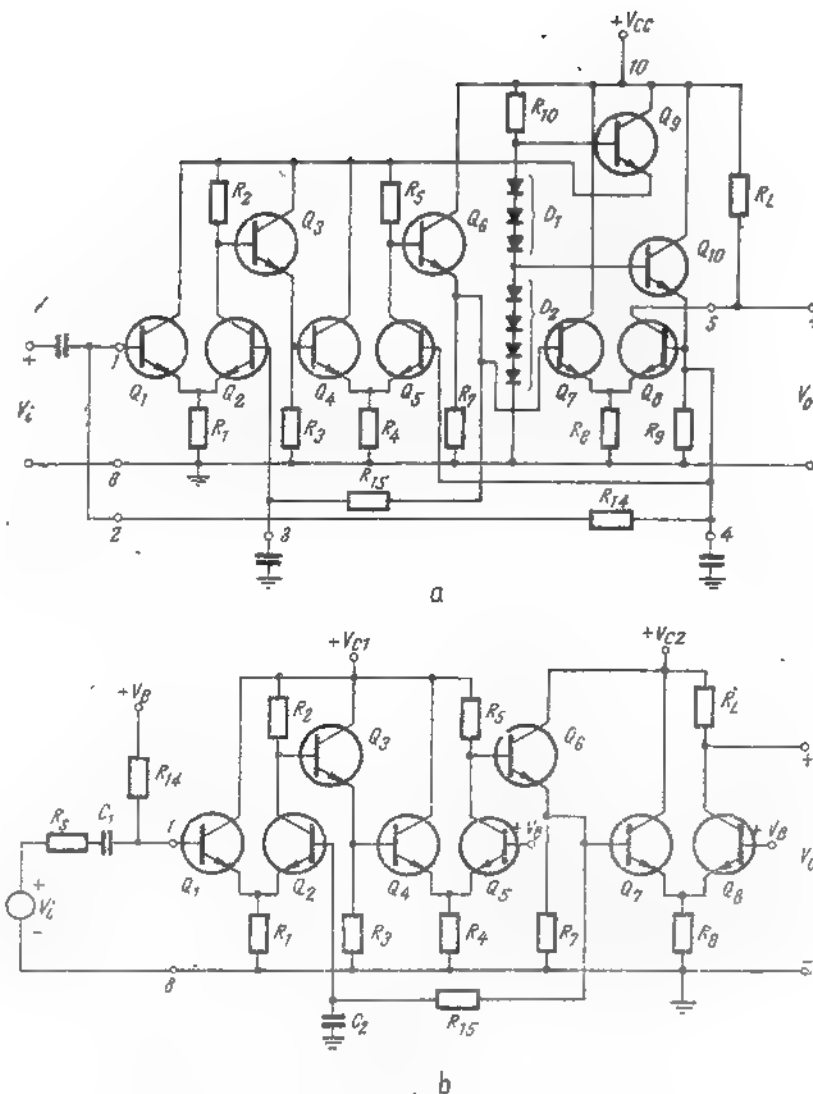 +VCC
10
R10
Q9
R2
R5
Q3
Q6
D1
RL
Q10
D2
5
+
1
Vi
Q1
Q2
Q4
Q5
Q7
Q8
V0
R1
R3
R4
R7
R8
R9
8
R15
R14
2
3
4
a
+VC1
+VC2
+VB
R2
R5
RL
Q3
Q6
R14
+
RS
C1
1
+VB
+VB
Q1
Q2
Q4
Q5
Q7
Q8
+
Vi
-
R1
R3
R4
R7
R8
8
-
C2
R15
b